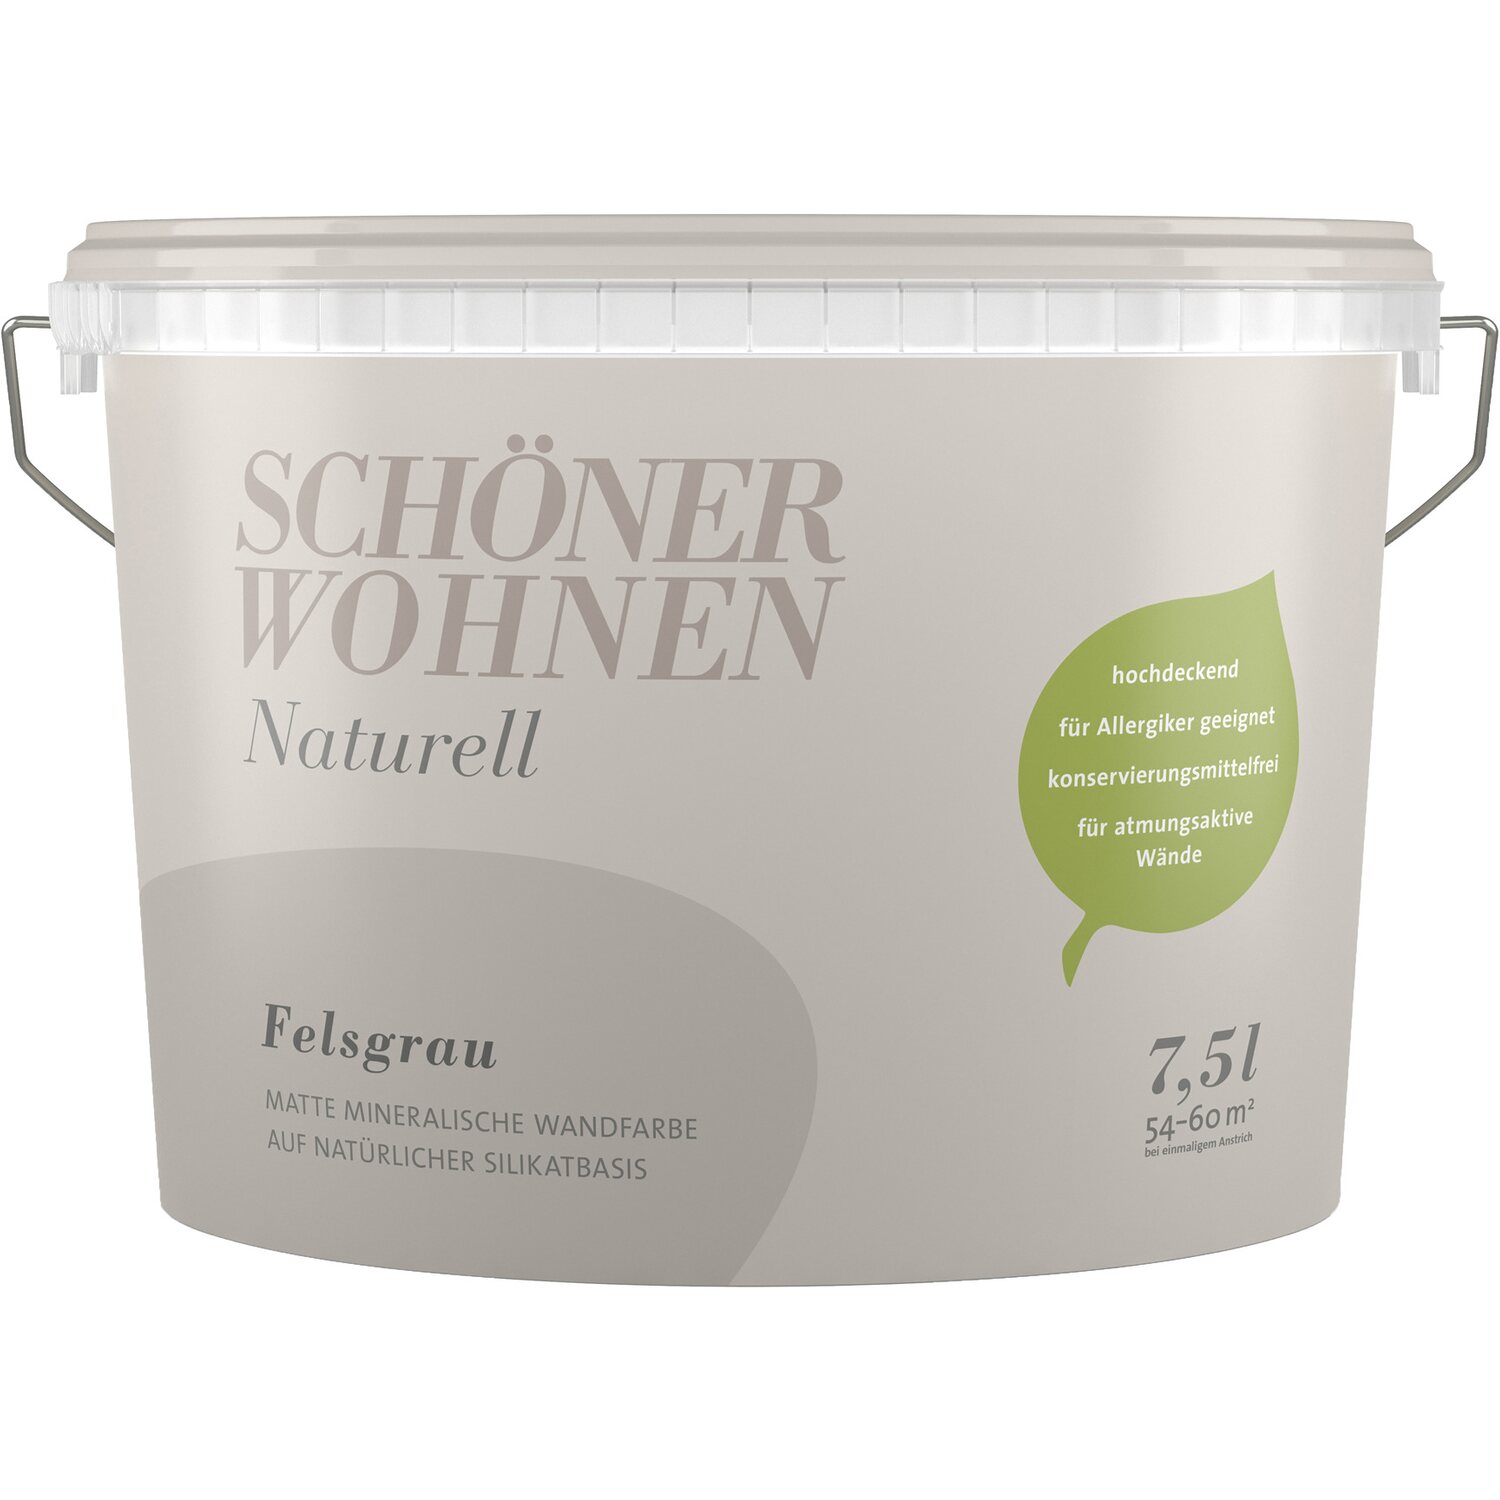 SCHÖNER
WOHNEN
Naturell
hochdeckend
für Allergiker geeignet
konservierungsmittelfrei
für atmungsaktive
Wände
Felsgrau
MATTE MINERALISCHE WANDFARBE
AUF NATÜRLICHER SILIKATBASIS
7,5l
54-60 m²
bei einmaligem Anstrich